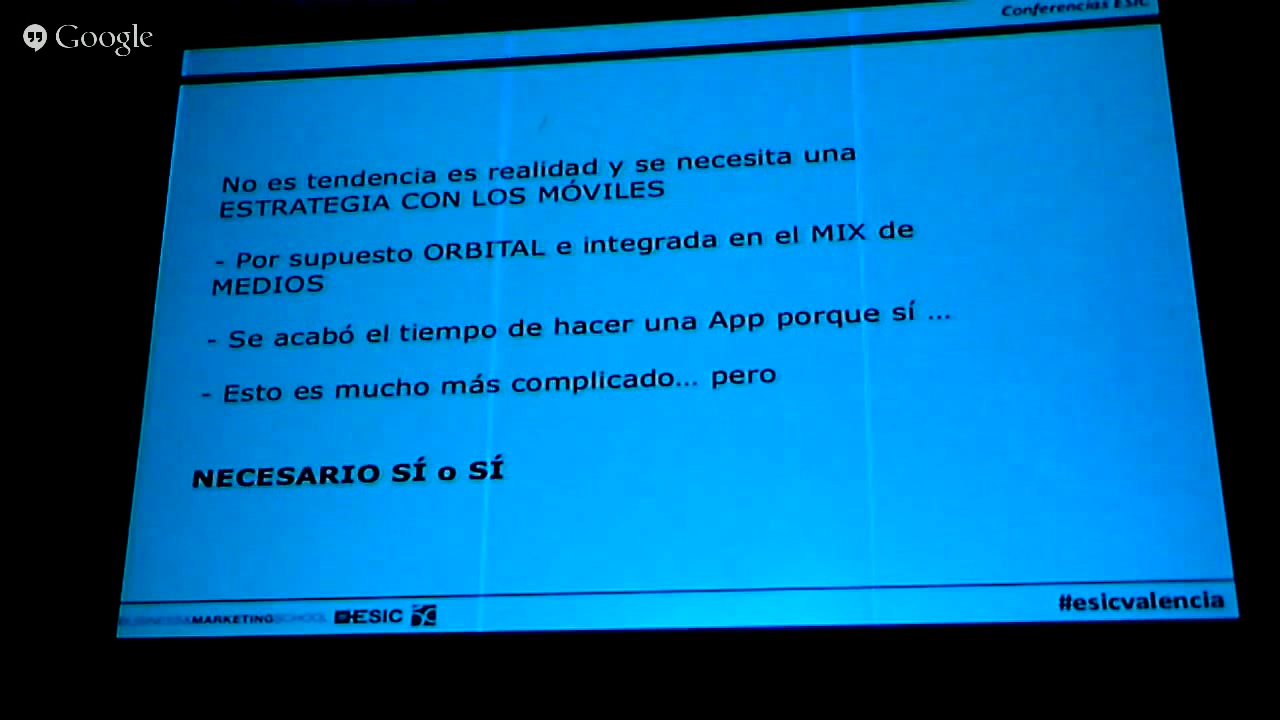 Google
Conferencias ESIC
No es tendencia es realidad y se necesita una
ESTRATEGIA CON LOS MÓVILES
- Por supuesto ORBITAL e integrada en el MIX de
MEDIOS
- Se acabó el tiempo de hacer una App porque sí ...
- Esto es mucho más complicado... pero
NECESARIO SÍ o SÍ
BUSINESS&MARKETINGSCHOOL ESIC
#esicvalencia